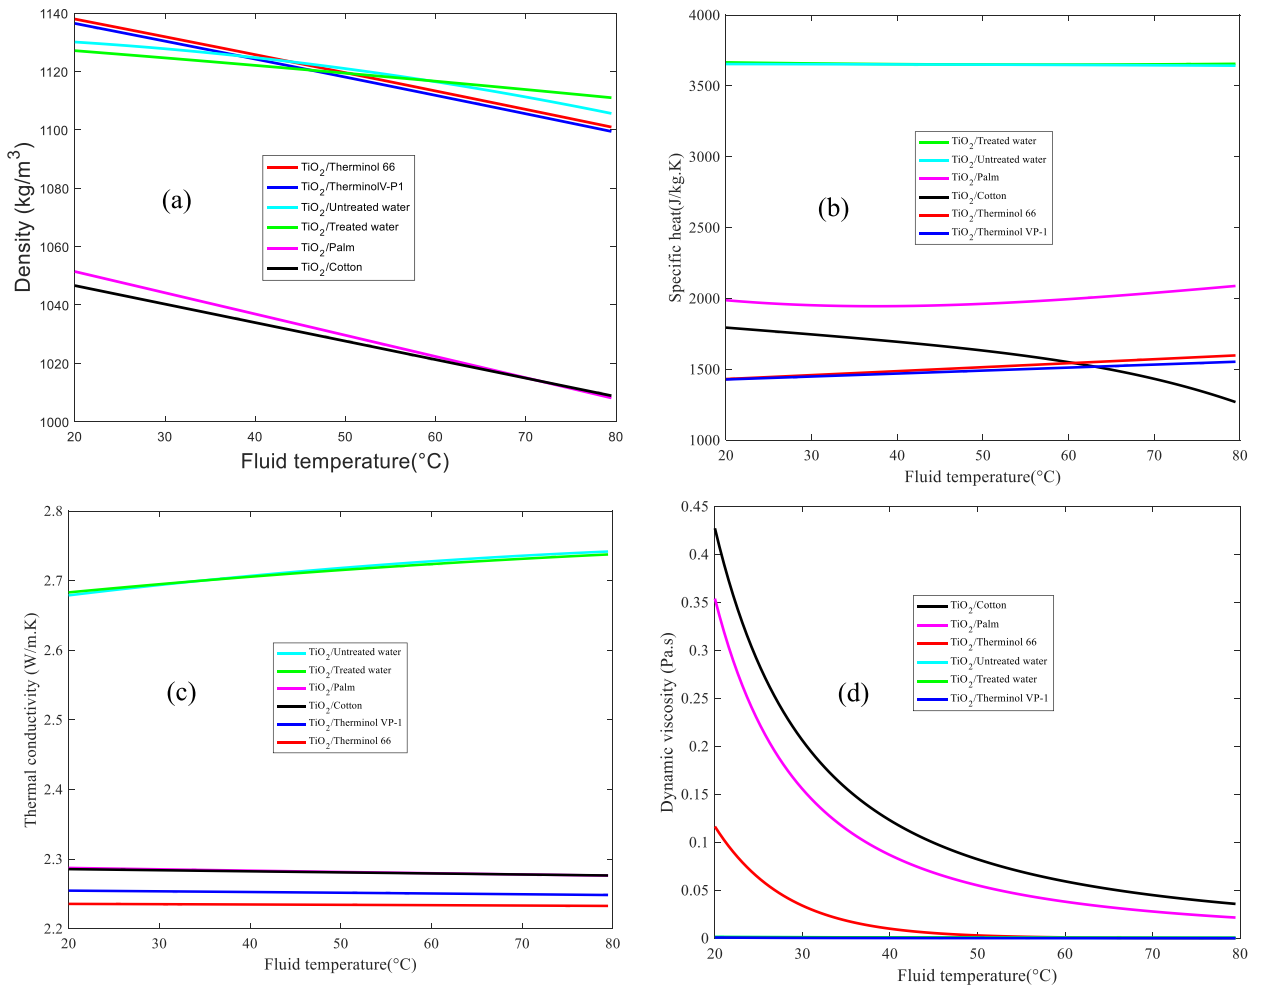 1140
1120
1100
1080
1060
1040
1020
1000
Density (kg/m³)
(a)
TiO₂/Therminol 66
TiO₂/TherminolV-P1
TiO₂/Untreated water
TiO₂/Treated water
TiO₂/Palm
TiO₂/Cotton
20 30 40 50 60 70 80
Fluid temperature(°C)
4000
3500
3000
2500
2000
1500
1000
Specific heat(J/kg.K)
(b)
TiO₂/Treated water
TiO₂/Untreated water
TiO₂/Palm
TiO₂/Cotton
TiO₂/Therminol 66
TiO₂/Therminol VP-1
20 30 40 50 60 70 80
Fluid temperature(°C)
2.8
2.7
2.6
2.5
2.4
2.3
2.2
Thermal conductivity (W/m.K)
(c)
TiO₂/Untreated water
TiO₂/Treated water
TiO₂/Palm
TiO₂/Cotton
TiO₂/Therminol VP-1
TiO₂/Therminol 66
20 30 40 50 60 70 80
Fluid temperature(°C)
0.45
0.4
0.35
0.3
0.25
0.2
0.15
0.1
0.05
0
Dynamic viscosity (Pa.s)
(d)
TiO₂/Cotton
TiO₂/Palm
TiO₂/Therminol 66
TiO₂/Untreated water
TiO₂/Treated water
TiO₂/Therminol VP-1
20 30 40 50 60 70 80
Fluid temperature(°C)